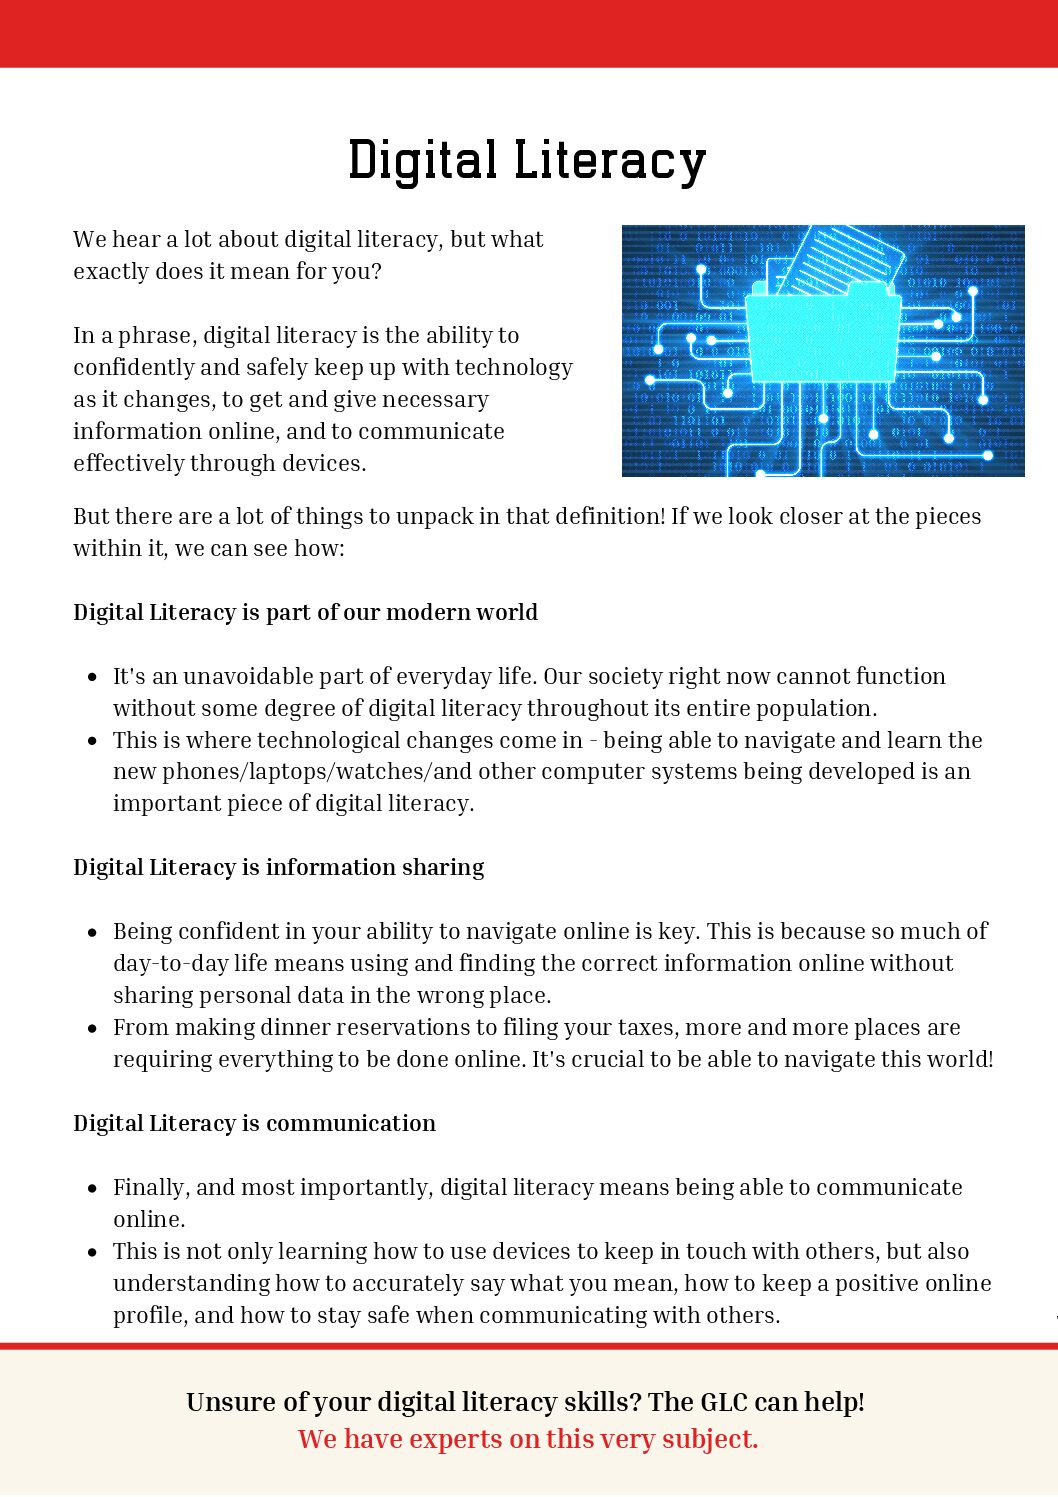 Digital Literacy
We hear a lot about digital literacy, but what
exactly does it mean for you?
In a phrase, digital literacy is the ability to
confidently and safely keep up with technology
as it changes, to get and give necessary
information online, and to communicate
effectively through devices.
But there are a lot of things to unpack in that definition! If we look closer at the pieces
within it, we can see how:
Digital Literacy is part of our modern world
• It's an unavoidable part of everyday life. Our society right now cannot function
without some degree of digital literacy throughout its entire population.
• This is where technological changes come in - being able to navigate and learn the
new phones/laptops/watches/and other computer systems being developed is an
important piece of digital literacy.
Digital Literacy is information sharing
• Being confident in your ability to navigate online is key. This is because so much of
day-to-day life means using and finding the correct information online without
sharing personal data in the wrong place.
• From making dinner reservations to filing your taxes, more and more places are
requiring everything to be done online. It's crucial to be able to navigate this world!
Digital Literacy is communication
• Finally, and most importantly, digital literacy means being able to communicate
online.
• This is not only learning how to use devices to keep in touch with others, but also
understanding how to accurately say what you mean, how to keep a positive online
profile, and how to stay safe when communicating with others.
Unsure of your digital literacy skills? The GLC can help!
We have experts on this very subject.